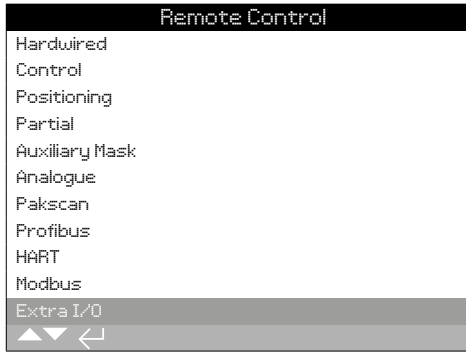 Remote Control
Hardwired
Control
Positioning
Partial
Auxiliary Mask
Analogue
Pakscan
Profibus
HART
Modbus
Extra I/O